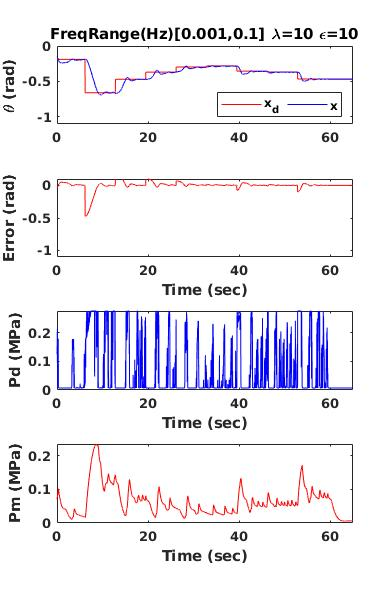 FreqRange(Hz)[0.001,0.1] λ=10 ϵ=10
0
-0.5
-1
θ (rad)
x_d x
0 20 40 60
0
-0.5
-1
Error (rad)
0 20 40 60
Time (sec)
0.2
0.1
0
Pd (MPa)
0 20 40 60
Time (sec)
0.2
0.1
0
Pm (MPa)
0 20 40 60
Time (sec)